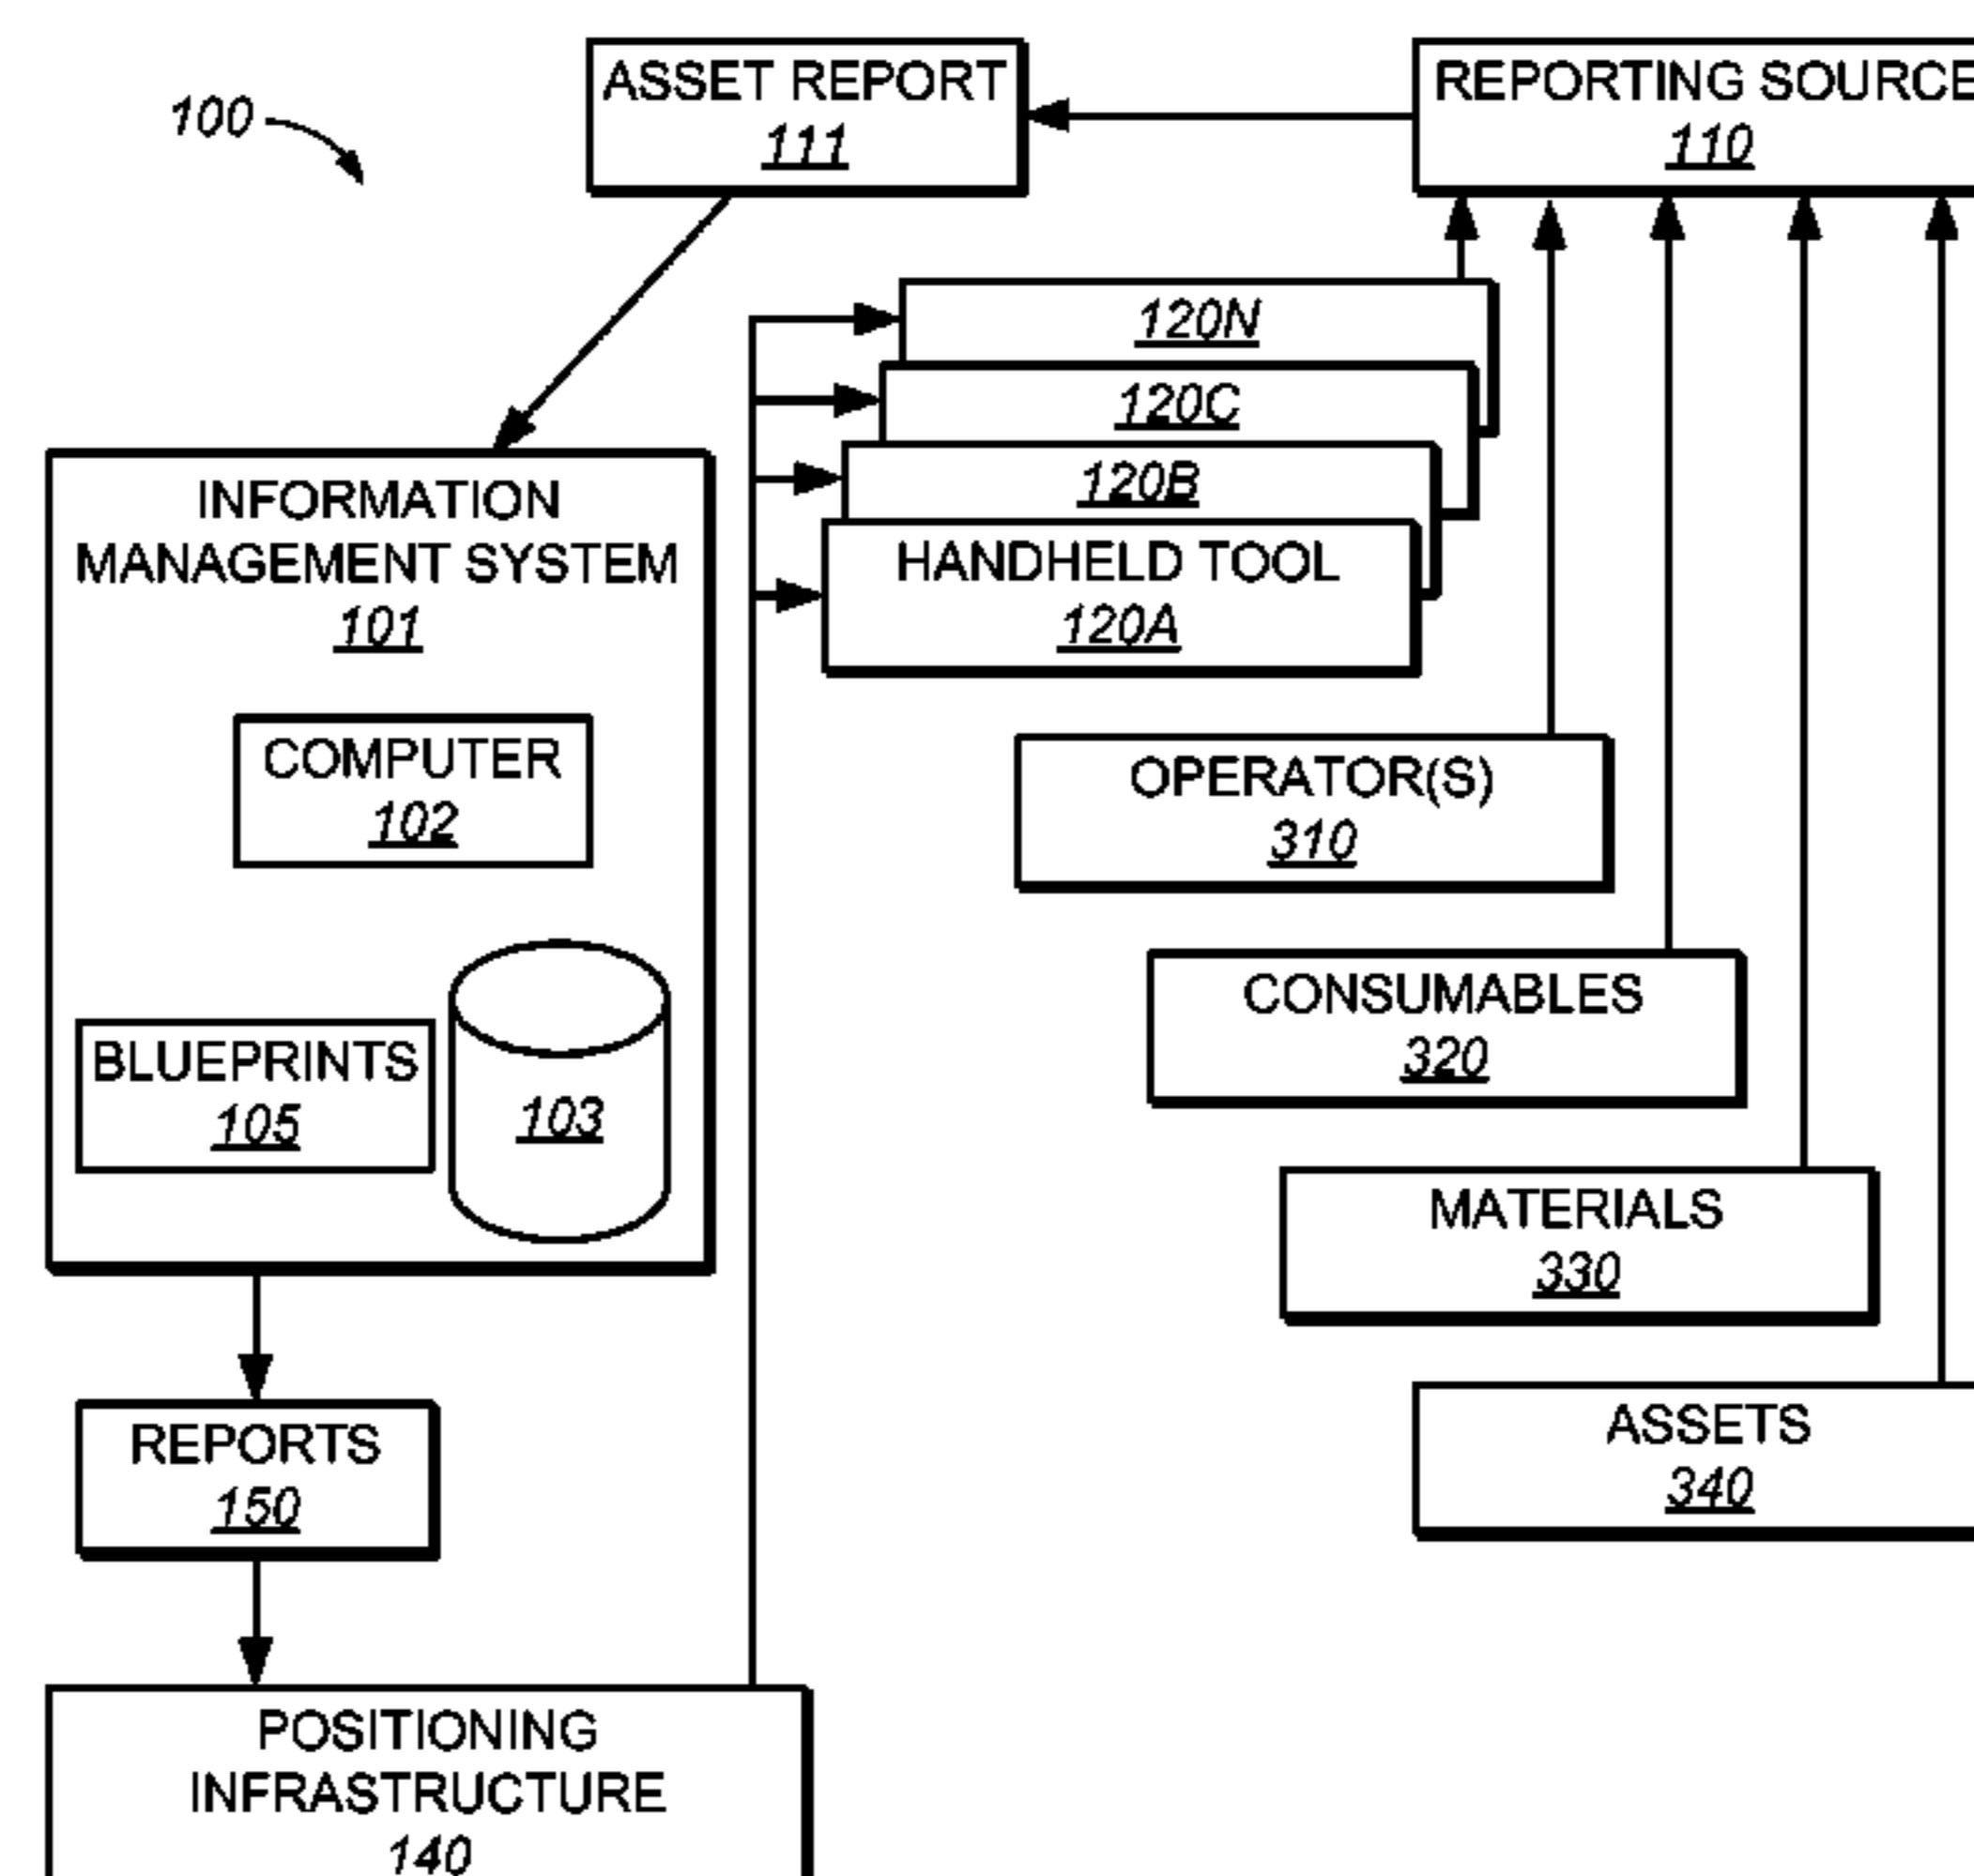 100
ASSET REPORT
111
REPORTING SOURCE
110
120N
120C
120B
HANDHELD TOOL
120A
INFORMATION
MANAGEMENT SYSTEM
101
COMPUTER
102
BLUEPRINTS
105
103
OPERATOR(S)
310
CONSUMABLES
320
MATERIALS
330
ASSETS
340
REPORTS
150
POSITIONING
INFRASTRUCTURE
140